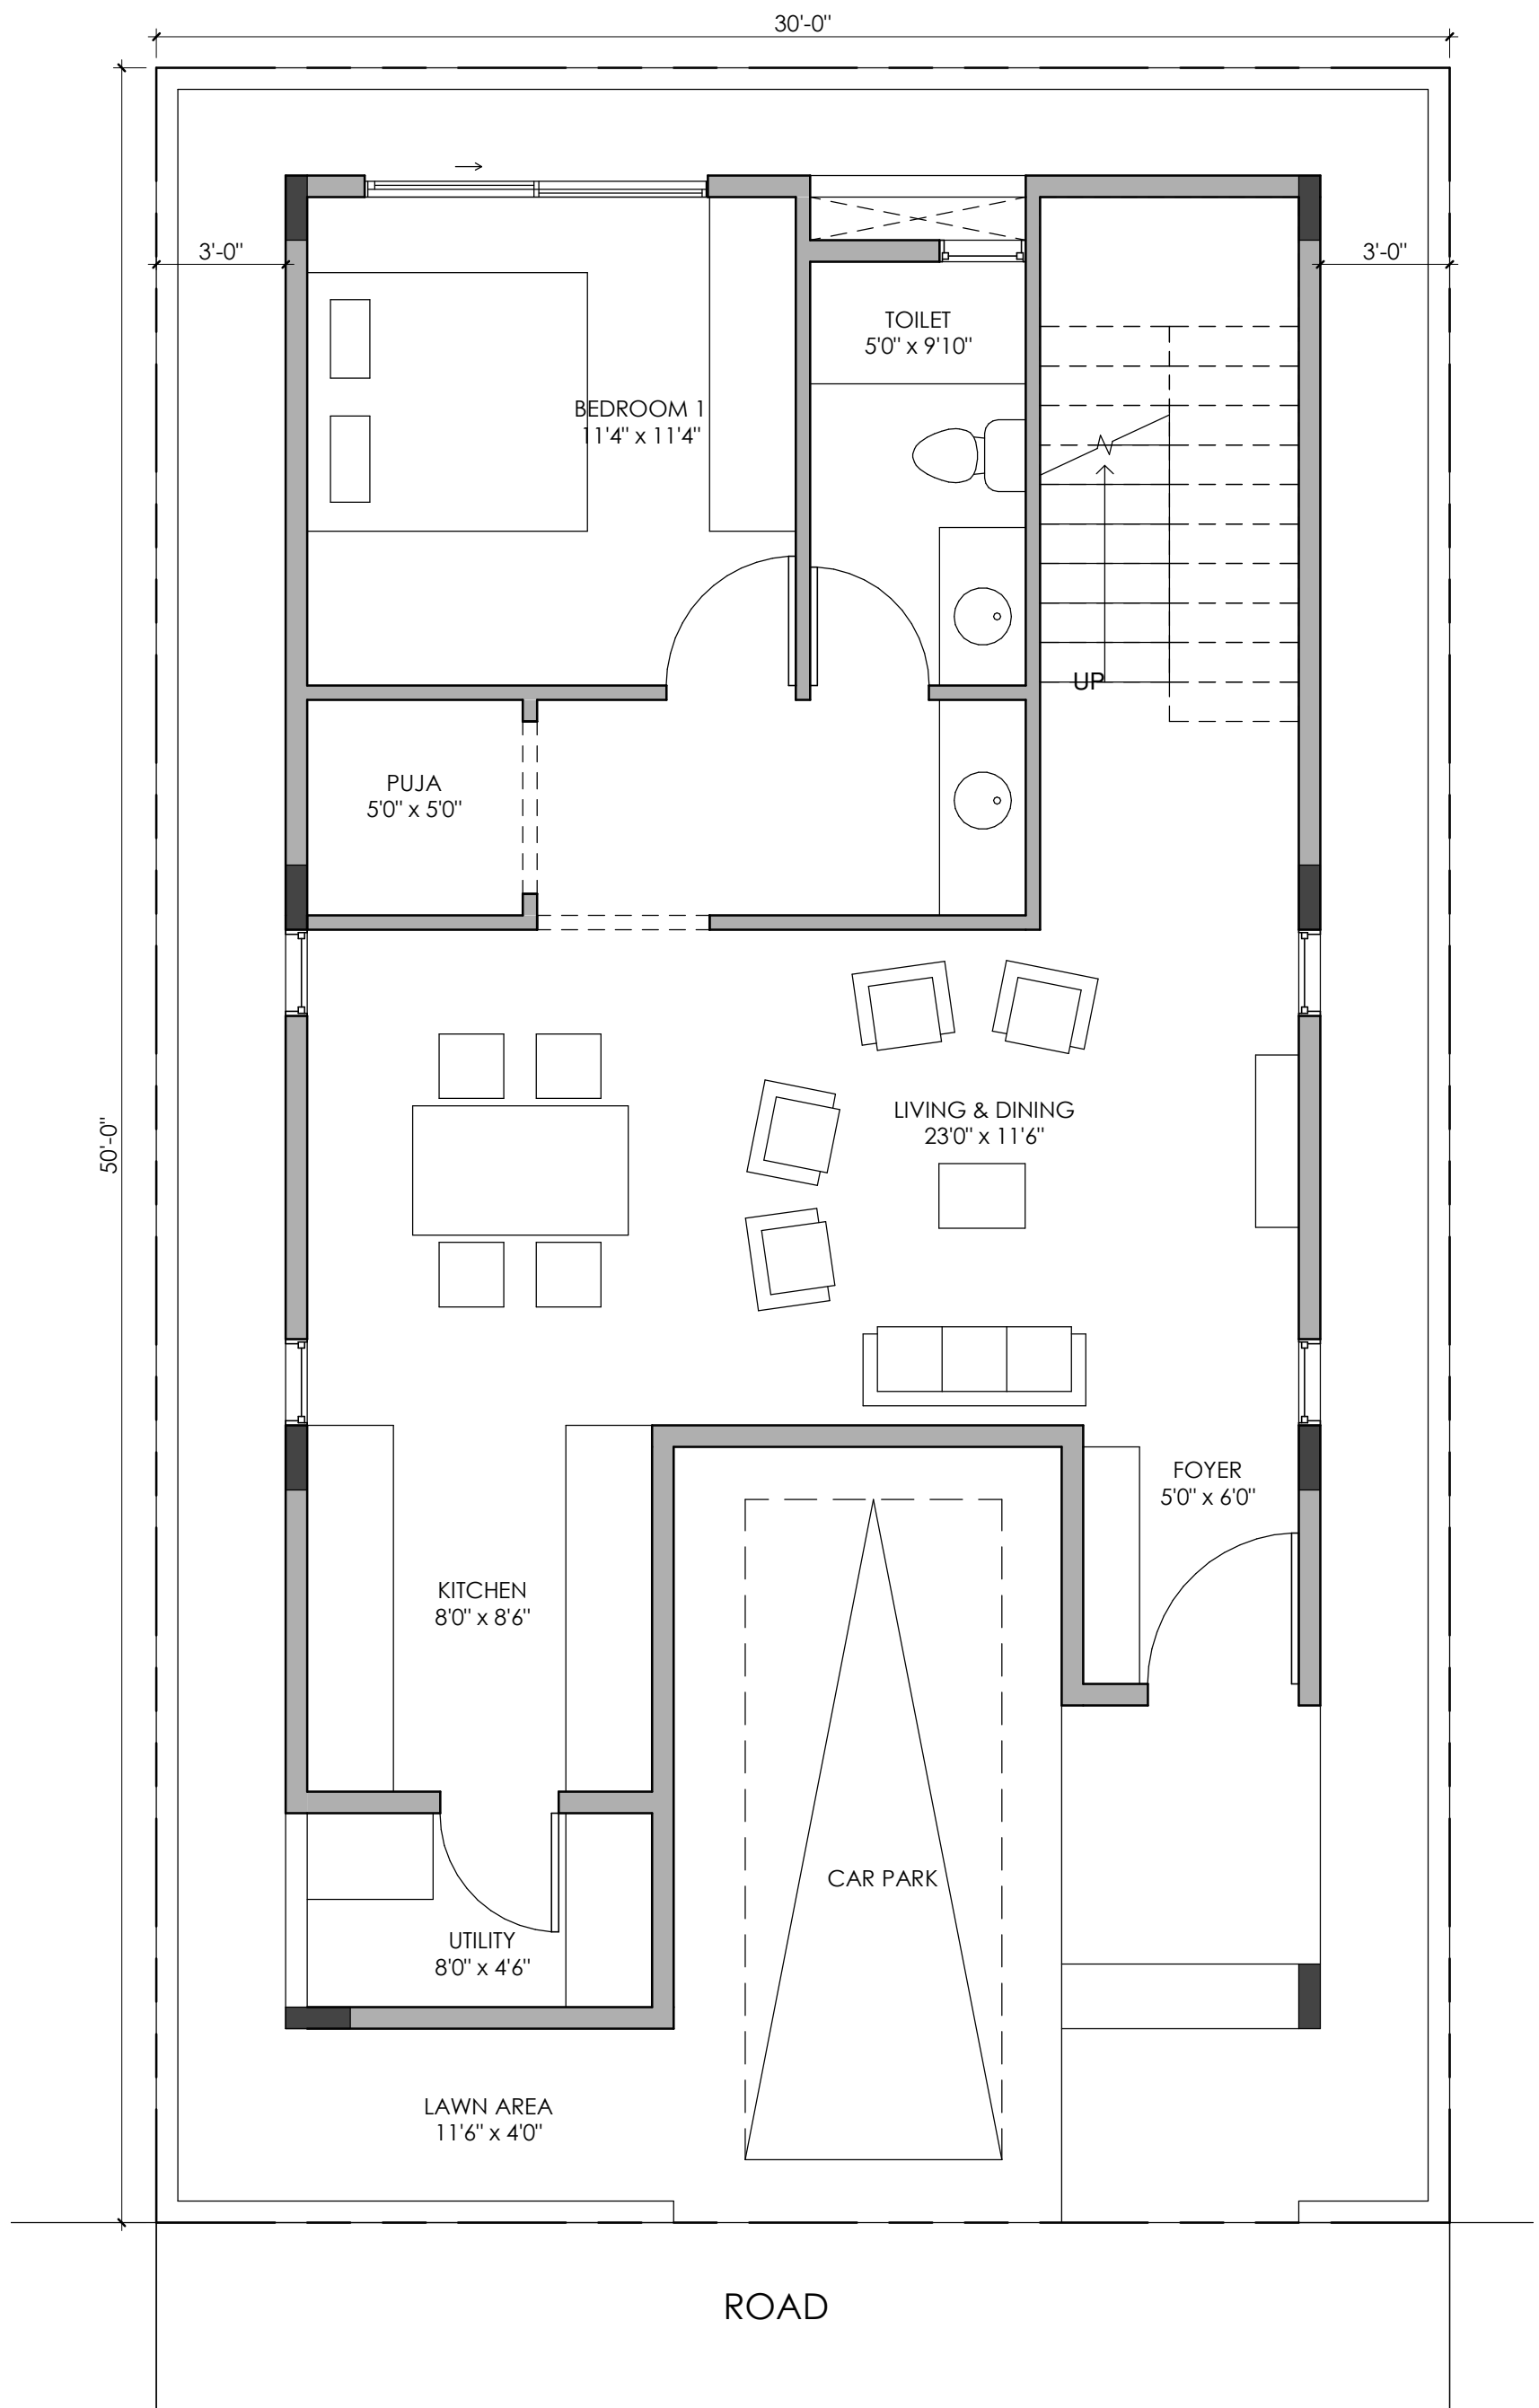 30'-0"
3'-0"
3'-0"
TOILET
5'0" x 9'10"
BEDROOM 1
11'4" x 11'4"
UP
PUJA
5'0" x 5'0"
50'-0"
LIVING & DINING
23'0" x 11'6"
FOYER
5'0" x 6'0"
KITCHEN
8'0" x 8'6"
CAR PARK
UTILITY
8'0" x 4'6"
LAWN AREA
11'6" x 4'0"
ROAD